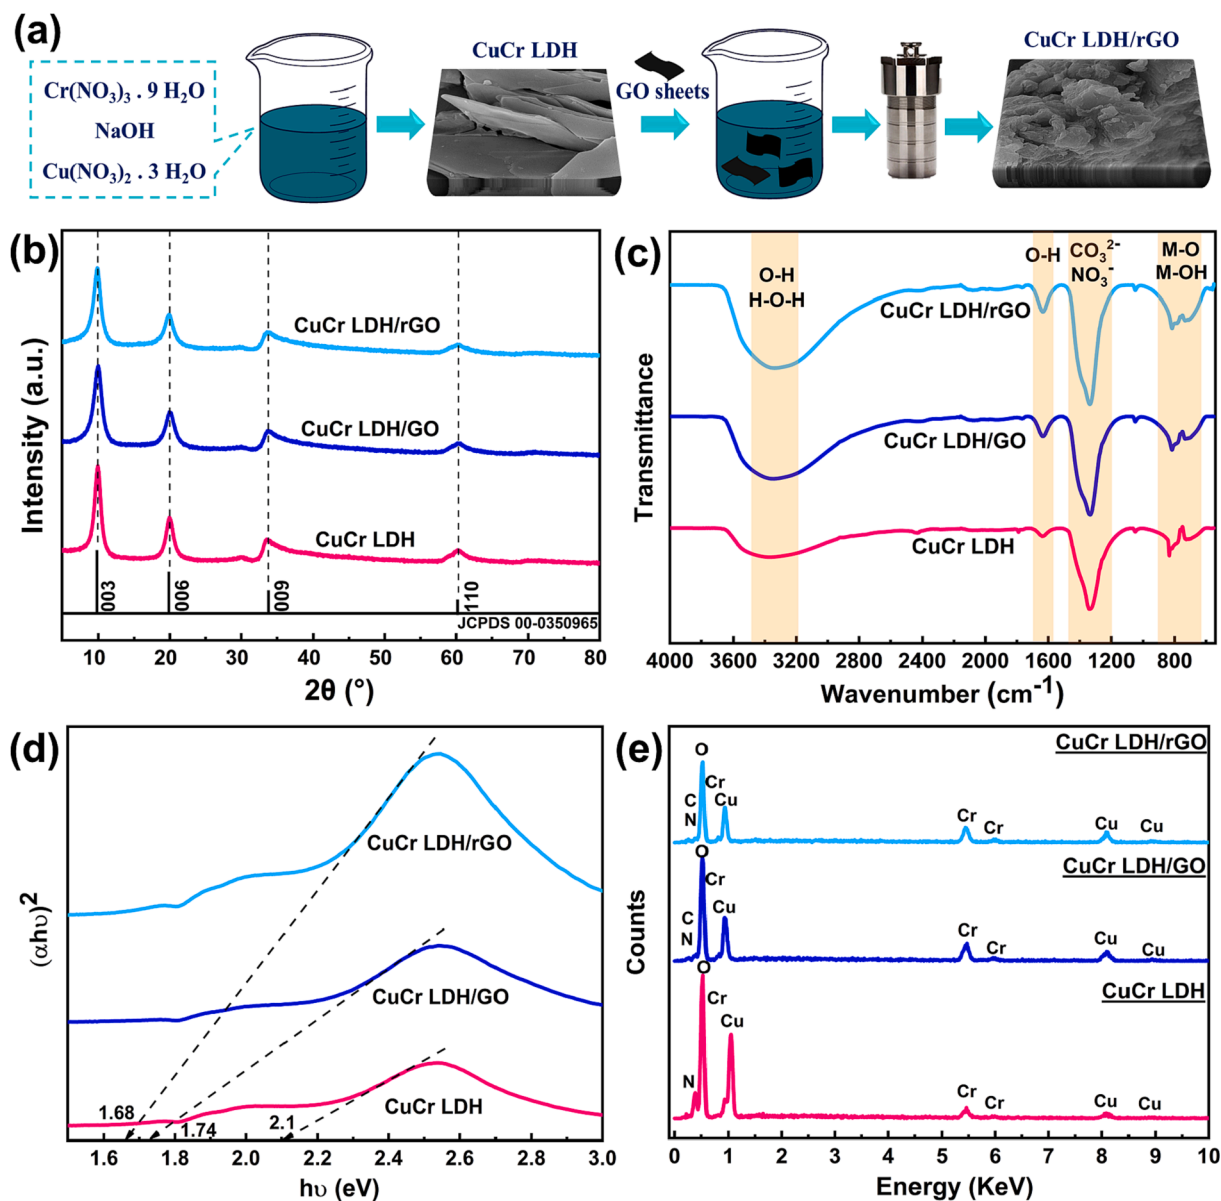 (a)
Cr(NO₃)₃ . 9 H₂O
NaOH
Cu(NO₃)₂ . 3 H₂O
CuCr LDH
GO sheets
CuCr LDH/rGO
(b)
Intensity (a.u.)
CuCr LDH/rGO
CuCr LDH/GO
CuCr LDH
003
006
009
110
JCPDS 00-0350965
10 20 30 40 50 60 70 80
2θ (°)
(c)
Transmittance
O-H
H-O-H
O-H
CO₃²⁻
NO₃⁻
M-O
M-OH
CuCr LDH/rGO
CuCr LDH/GO
CuCr LDH
4000 3600 3200 2800 2400 2000 1600 1200 800
Wavenumber (cm⁻¹)
(d)
(αhυ)²
CuCr LDH/rGO
CuCr LDH/GO
CuCr LDH
1.68
1.74
2.1
1.6 1.8 2.0 2.2 2.4 2.6 2.8 3.0
hυ (eV)
(e)
Counts
CuCr LDH/rGO
O
C
N
Cr
Cu
Cr
Cr
Cu
Cu
CuCr LDH/GO
O
C
N
Cr
Cu
Cr
Cr
Cu
Cu
CuCr LDH
O
N
Cr
Cu
Cr
Cr
Cu
Cu
0 1 2 3 4 5 6 7 8 9 10
Energy (KeV)